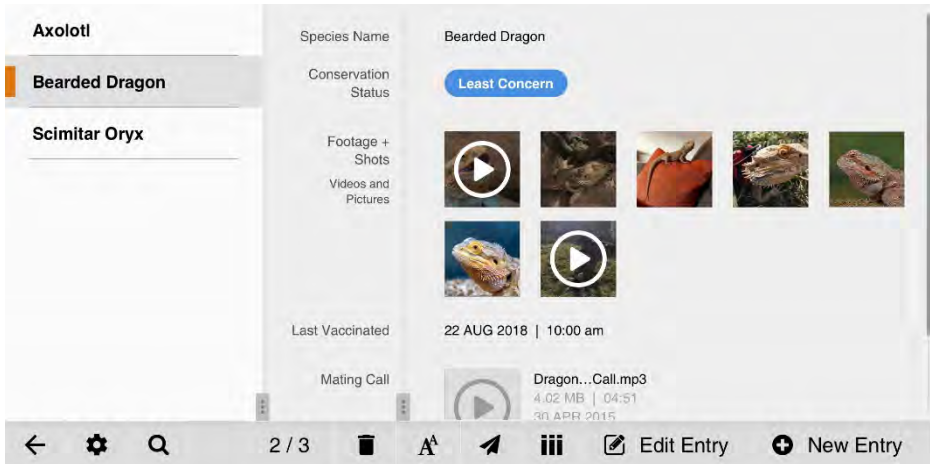 Axolotl
Bearded Dragon
Scimitar Oryx
Species Name
Bearded Dragon
Conservation
Status
Least Concern
Footage +
Shots
Videos and
Pictures
Last Vaccinated
22 AUG 2018 | 10:00 am
Mating Call
Dragon...Call.mp3
4.02 MB | 04:51
30 APR 2015
2 / 3
AA
Edit Entry
New Entry